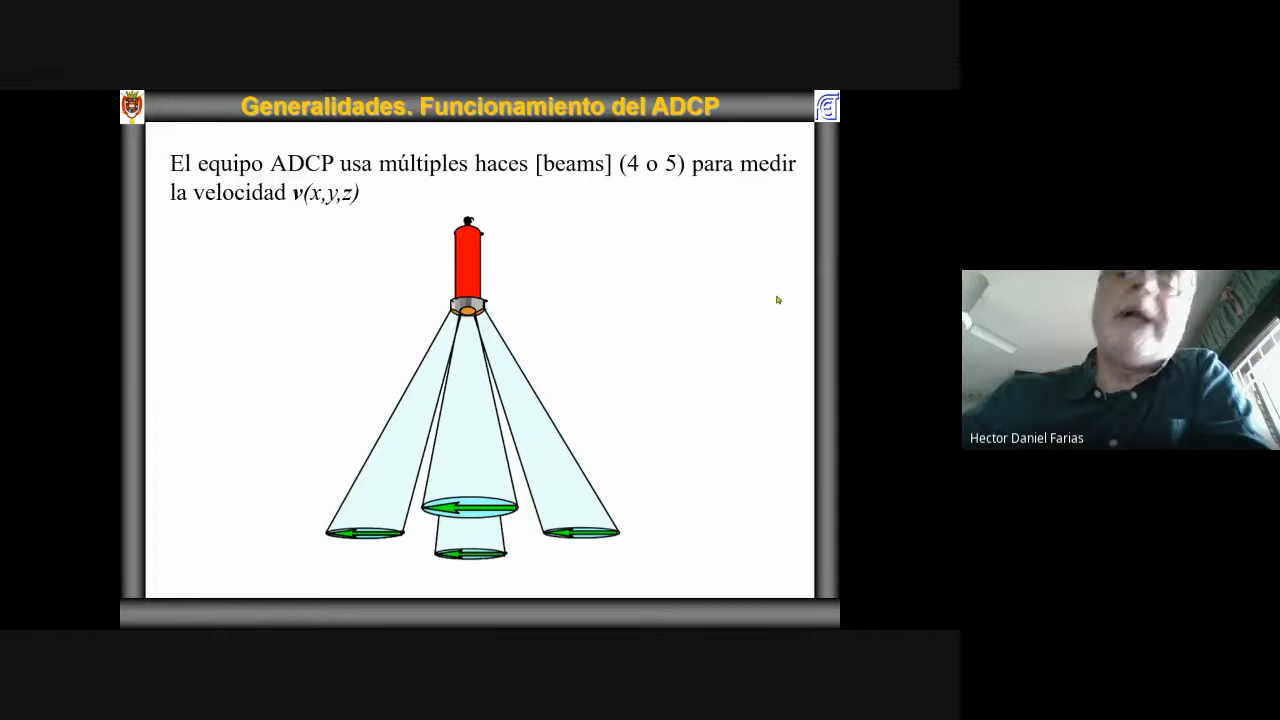 Generalidades. Funcionamiento del ADCP
El equipo ADCP usa múltiples haces [beams] (4 o 5) para medir
la velocidad v(x,y,z)
Hector Daniel Farias